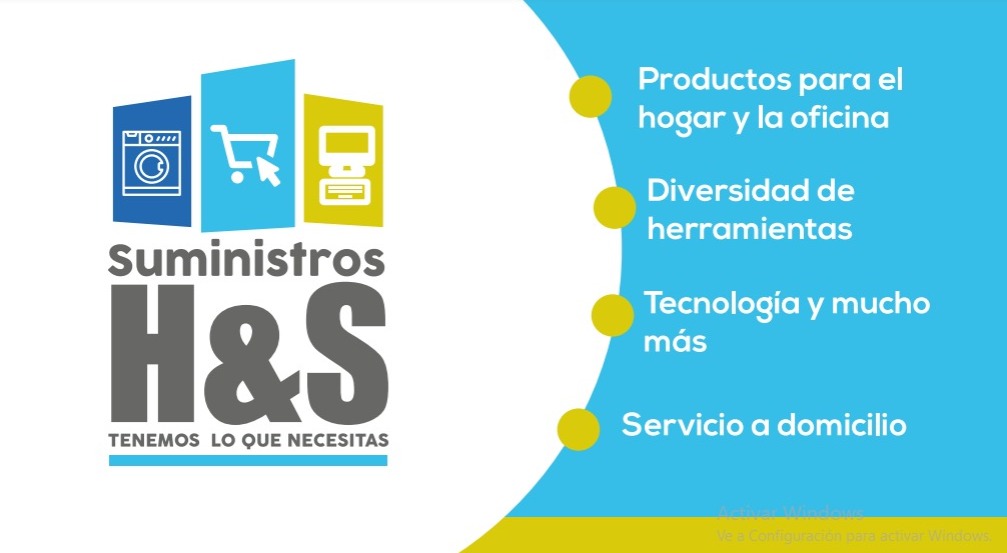 Suministros
H&S
TENEMOS LO QUE NECESITAS
Productos para el
hogar y la oficina
Diversidad de
herramientas
Tecnología y mucho
más
Servicio a domicilio
Activar Windows
Ve a Configuración para activar Windows.